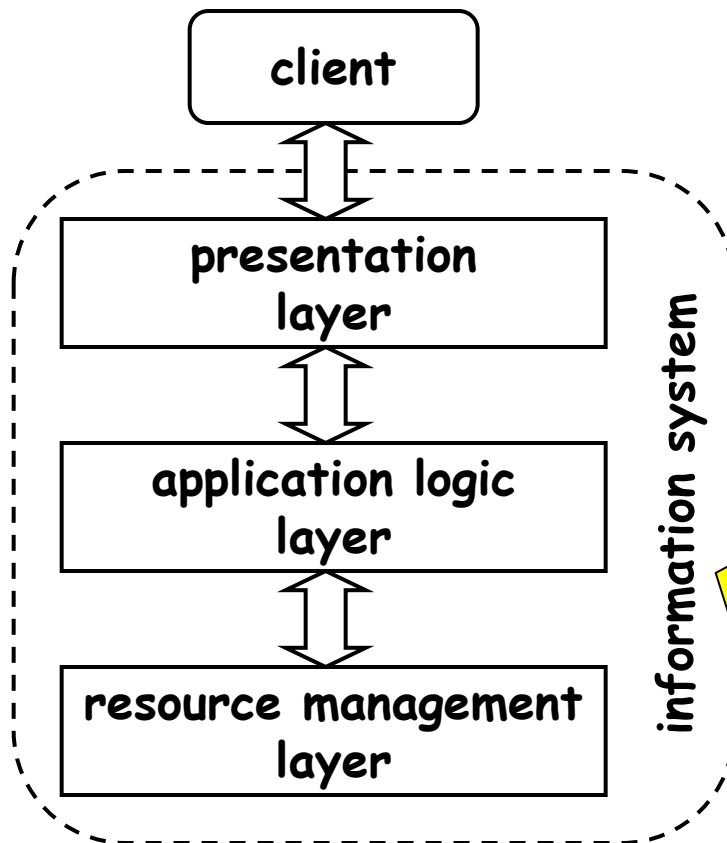 client
presentation
layer
application logic
layer
resource management
layer
information system